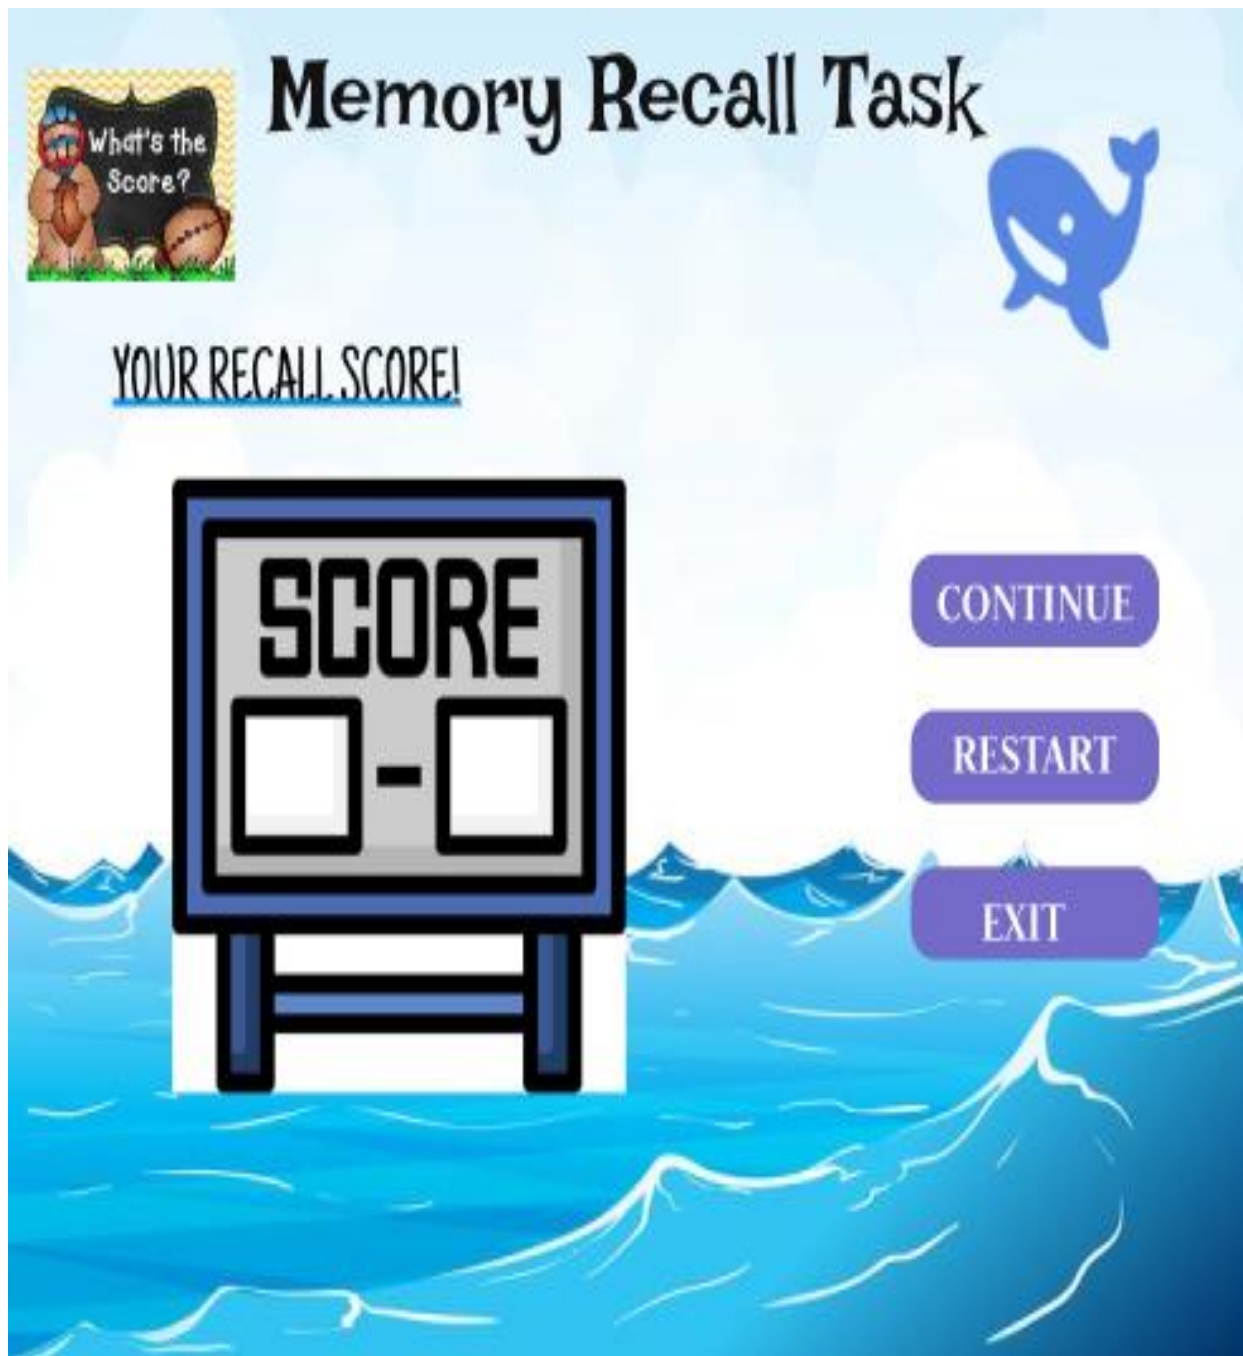 Memory Recall Task
What's the
Score?
YOUR RECALL SCORE!
SCORE
-
CONTINUE
RESTART
EXIT